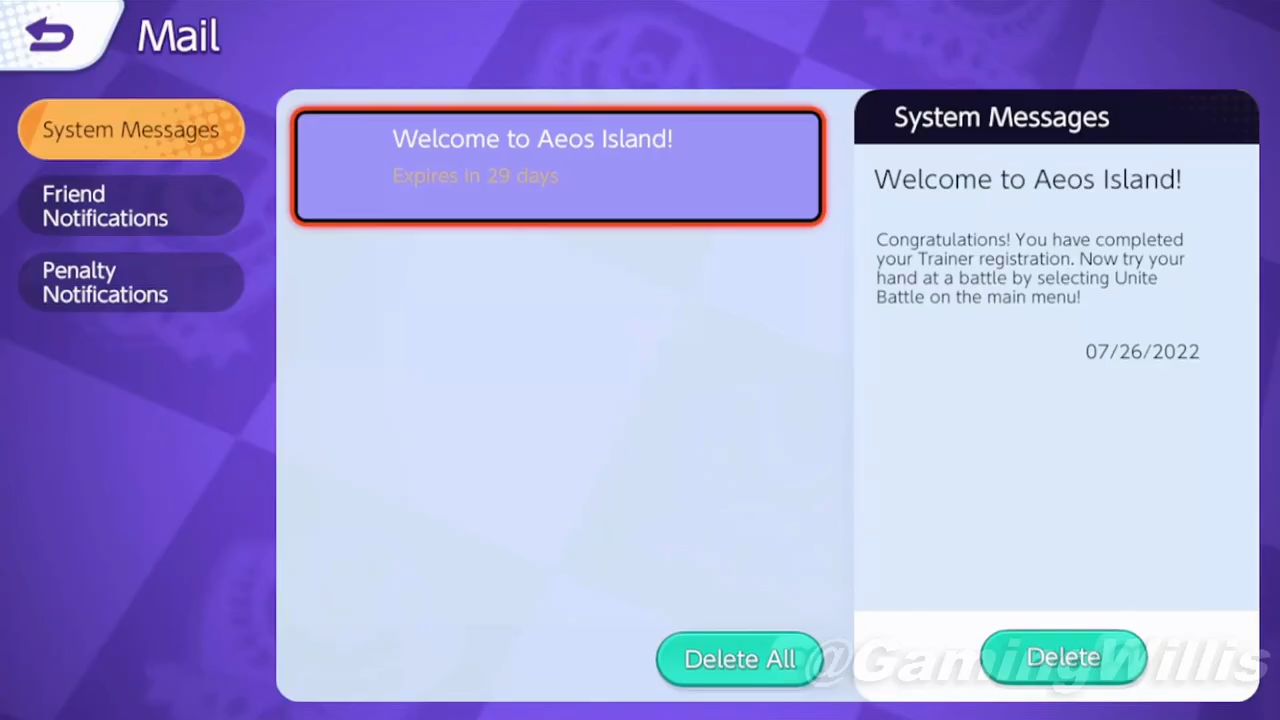 Mail
System Messages
Friend
Notifications
Penalty
Notifications
Welcome to Aeos Island!
Expires in 29 days
Delete All
System Messages
Welcome to Aeos Island!
Congratulations! You have completed
your Trainer registration. Now try your
hand at a battle by selecting Unite
Battle on the main menu!
07/26/2022
Delete
@GamingWillis